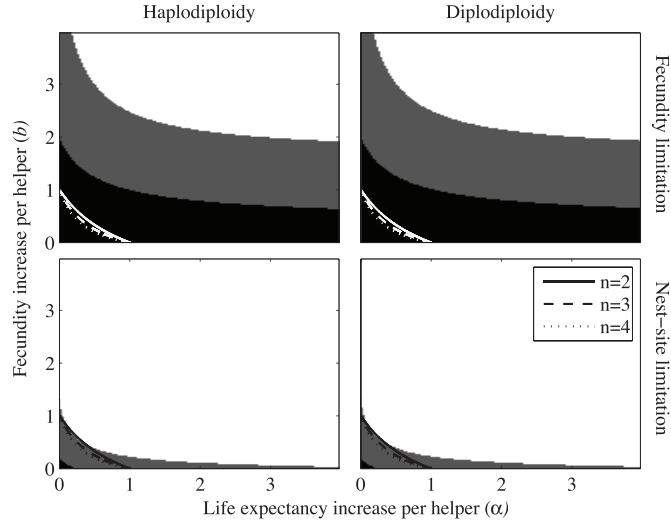 Haplodiploidy
Diplodiploidy
Fecundity increase per helper (b)
3
2
1
0
Fecundity limitation
3
2
1
0
n=2
n=3
n=4
Nest-site limitation
0 1 2 3
0 1 2 3
Life expectancy increase per helper (α)